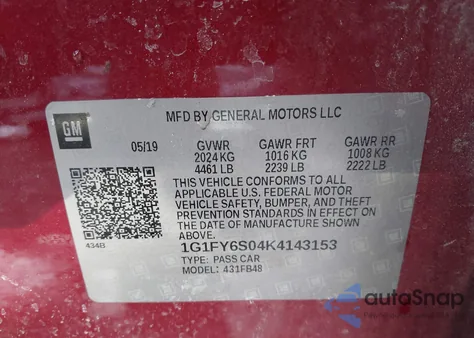 MFD BY GENERAL MOTORS LLC
GM
05/19 GVWR GAWR FRT GAWR RR
2024 KG 1016 KG 1008 KG
4461 LB 2239 LB 2222 LB
THIS VEHICLE CONFORMS TO ALL
APPLICABLE U.S. FEDERAL MOTOR
VEHICLE SAFETY, BUMPER, AND THEFT
PREVENTION STANDARDS IN EFFECT ON
THE DATE OF MANUFACTURE SHOWN
ABOVE.
434B
1G1FY6S04K4143153
TYPE: PASS CAR
MODEL: 431FB48
autoSnap